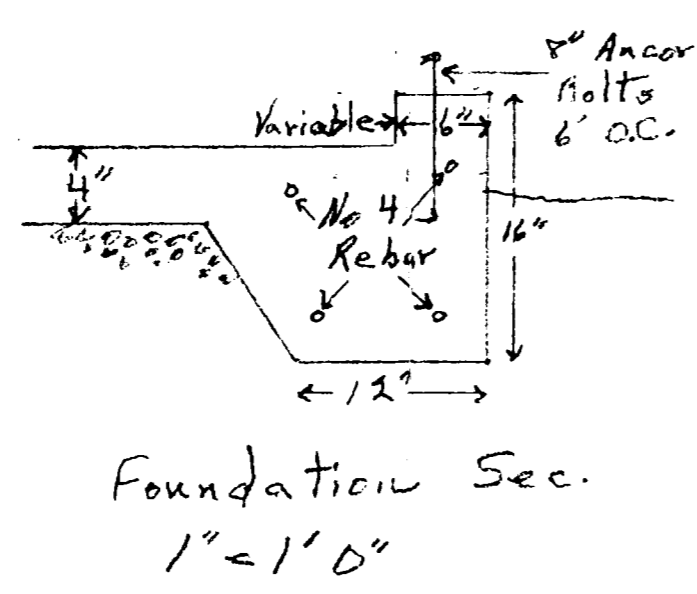 8" Ancor
Bolts
6' O.C.
Variable
6"
4"
No 4
Rebar
16"
12"
Foundation Sec.
1" = 1' 0"